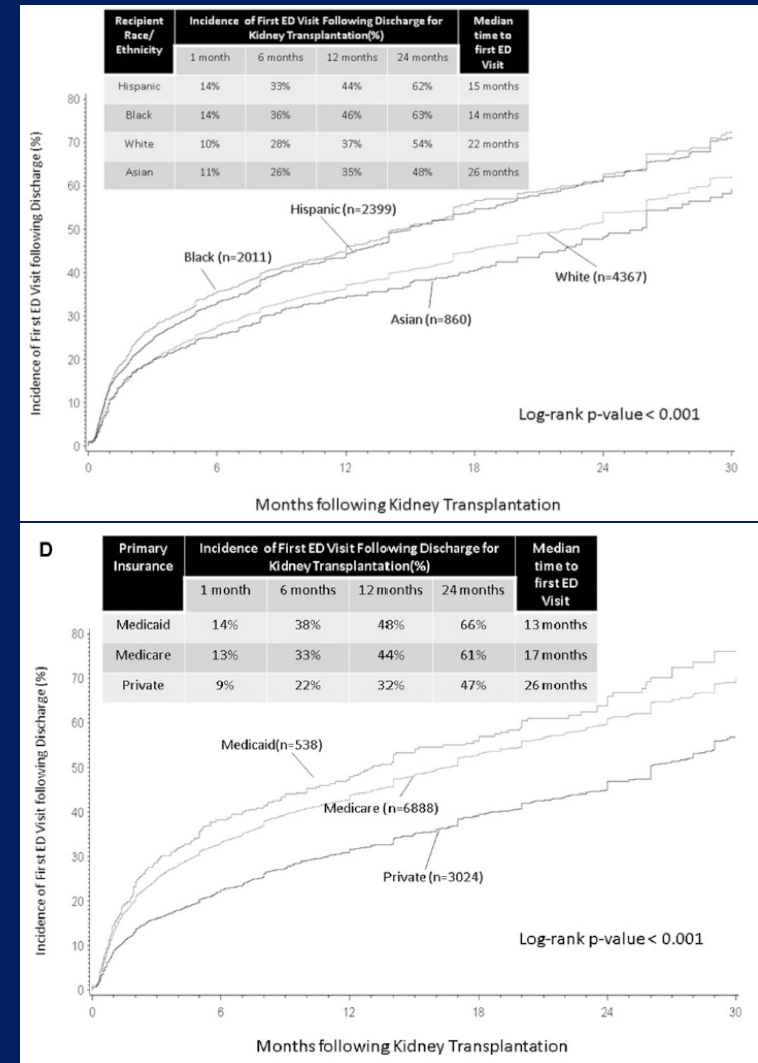 Recipient Race/ Ethnicity
Incidence of First ED Visit Following Discharge for Kidney Transplantation(%)
Median time to first ED Visit
1 month 6 months 12 months 24 months
Hispanic 14% 33% 44% 62% 15 months
Black 14% 36% 46% 63% 14 months
White 10% 28% 37% 54% 22 months
Asian 11% 26% 35% 48% 26 months
Incidence of First ED Visit following Discharge (%)
80
70
60
50
40
30
20
10
0
Hispanic (n=2399)
Black (n=2011)
White (n=4367)
Asian (n=860)
Log-rank p-value < 0.001
0 6 12 18 24 30
Months following Kidney Transplantation
D
Primary Insurance
Incidence of First ED Visit Following Discharge for Kidney Transplantation(%)
Median time to first ED Visit
1 month 6 months 12 months 24 months
Medicaid 14% 38% 48% 66% 13 months
Medicare 13% 33% 44% 61% 17 months
Private 9% 22% 32% 47% 26 months
Incidence of First ED Visit following Discharge (%)
80
70
60
50
40
30
20
10
0
Medicaid(n=538)
Medicare (n=6888)
Private (n=3024)
Log-rank p-value < 0.001
0 6 12 18 24 30
Months following Kidney Transplantation